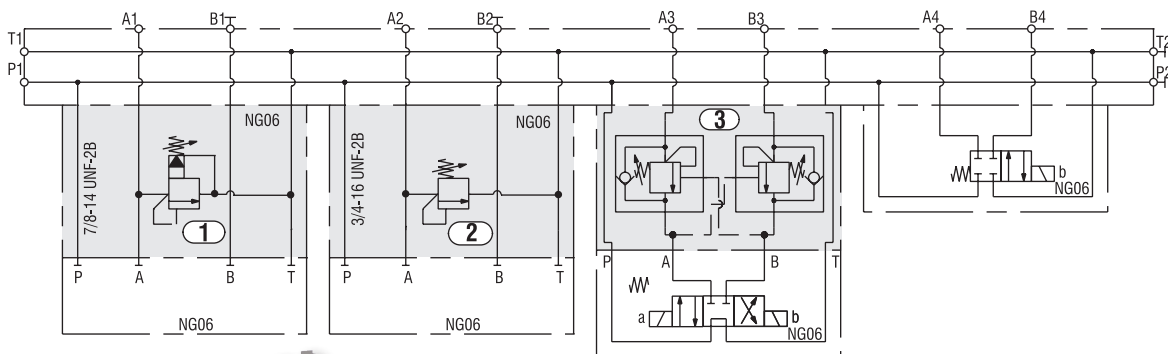 A1 B1 A2 B2 A3 B3 A4 B4
T1 T2
P1 P2
NG06 NG06 3
7/8-14 UNF-2B 3/4-16 UNF-2B
b
NG06
1 2
P A B T P A B T P A B T
a b
NG06 NG06 NG06